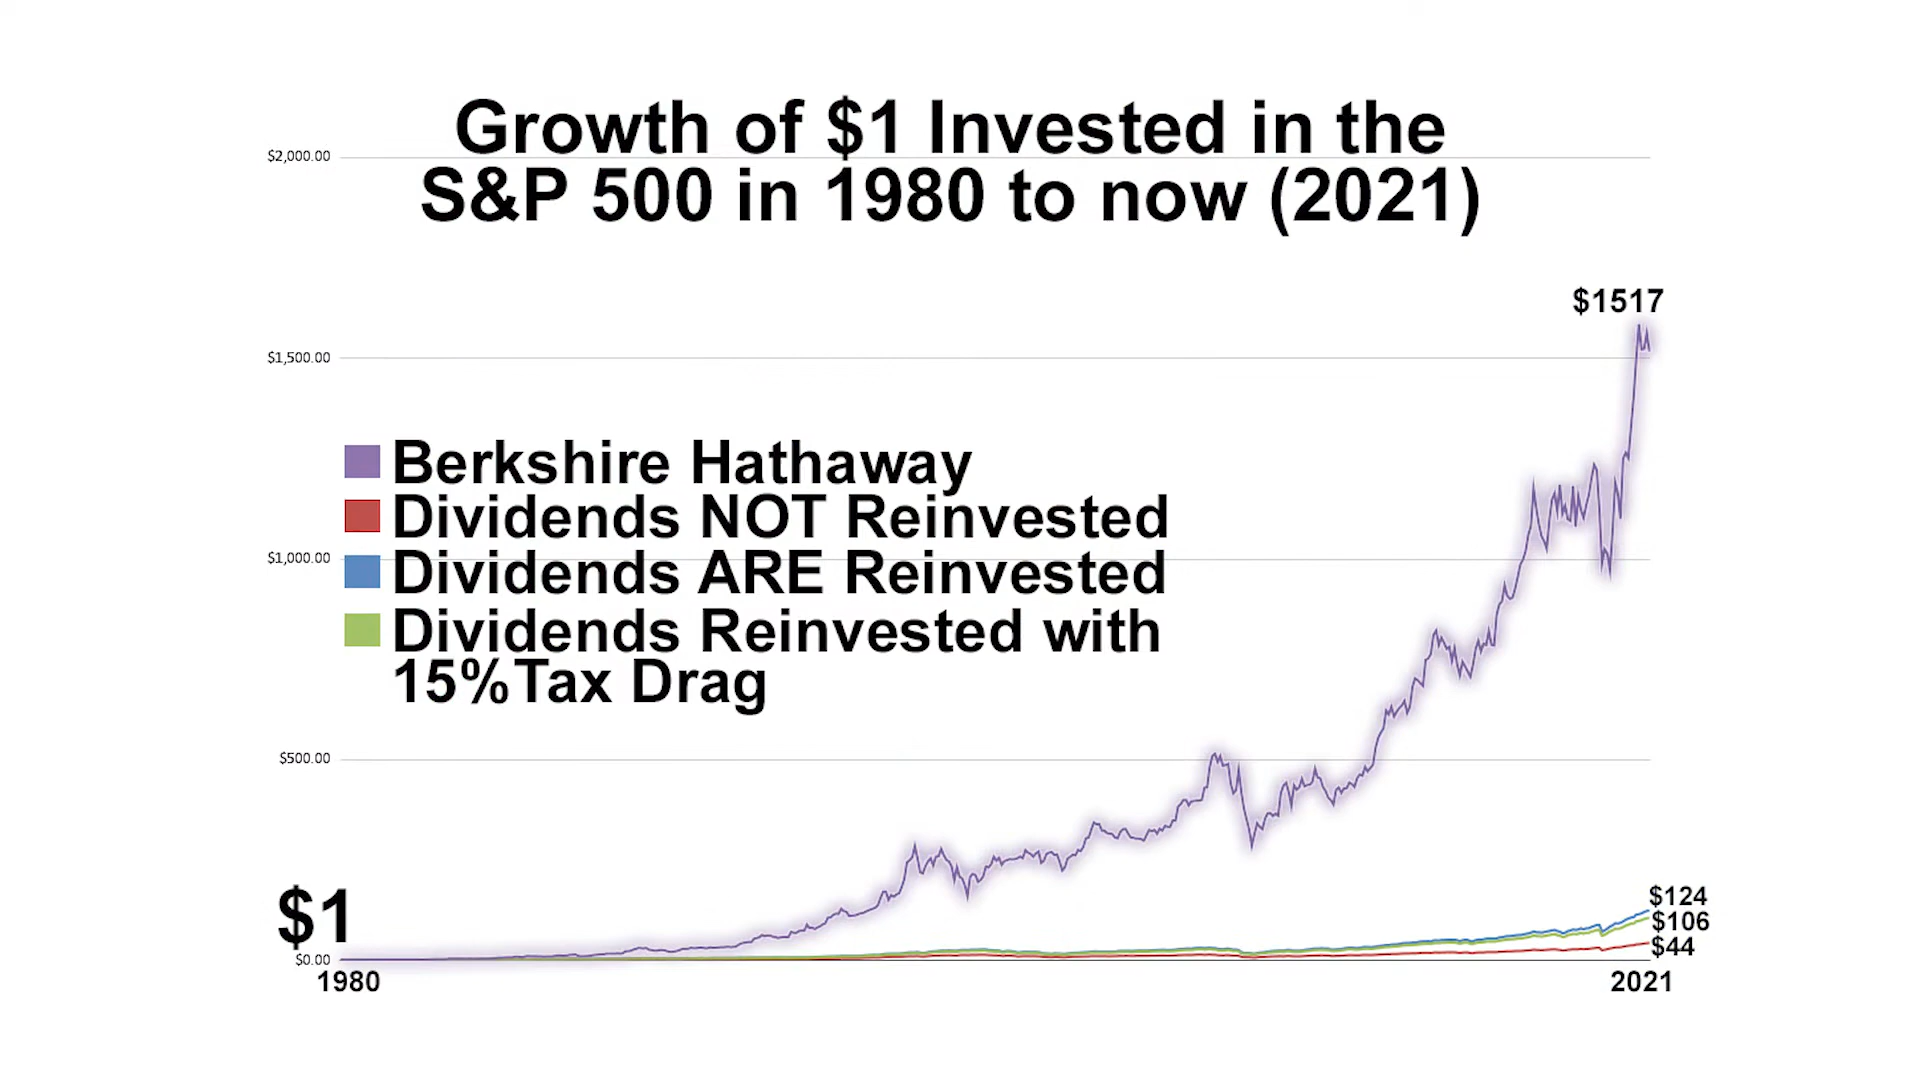 Growth of $1 Invested in the
S&P 500 in 1980 to now (2021)
$2,000.00
$1517
$1,500.00
Berkshire Hathaway
Dividends NOT Reinvested
$1,000.00
Dividends ARE Reinvested
Dividends Reinvested with
15%Tax Drag
$500.00
$124
$1
$106
$44
$0.00
1980
2021